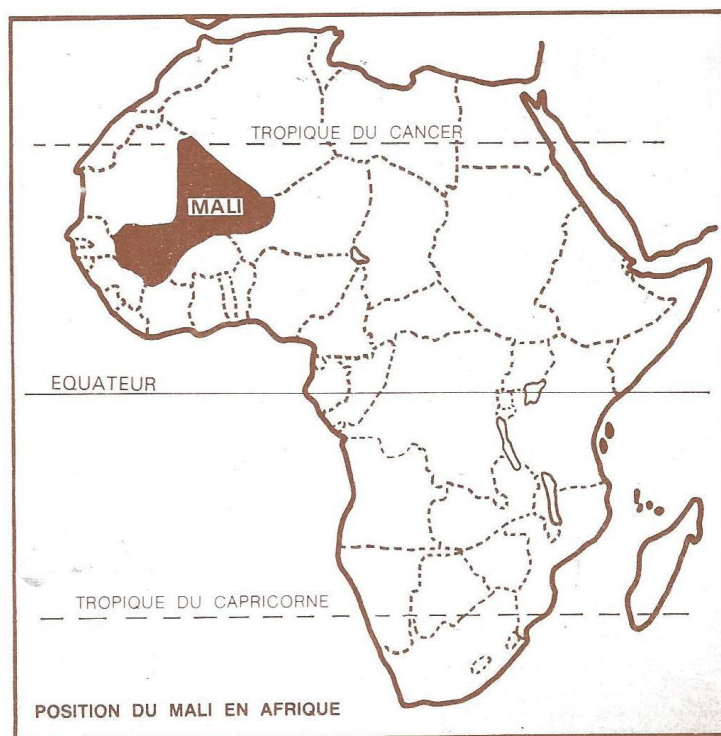 TROPIQUE DU CANCER
MALI
EQUATEUR
TROPIQUE DU CAPRICORNE
POSITION DU MALI EN AFRIQUE